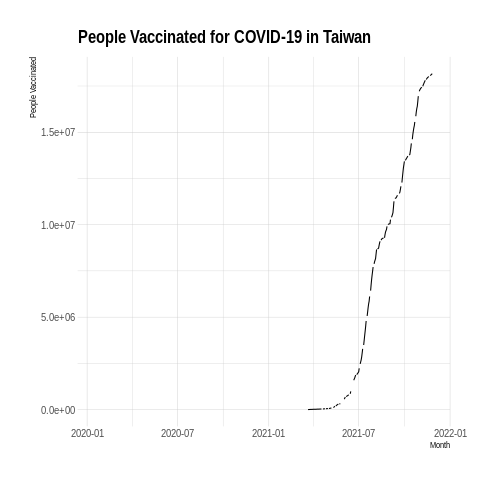 People Vaccinated for COVID-19 in Taiwan
People Vaccinated
1.5e+07
1.0e+07
5.0e+06
0.0e+00
2020-01 2020-07 2021-01 2021-07 2022-01
Month